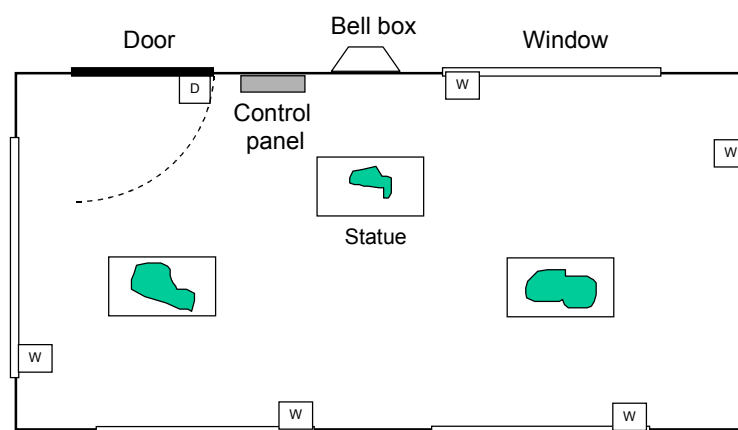 Door
Bell box
Window
D
W
Control
panel
W
Statue
W
W
W